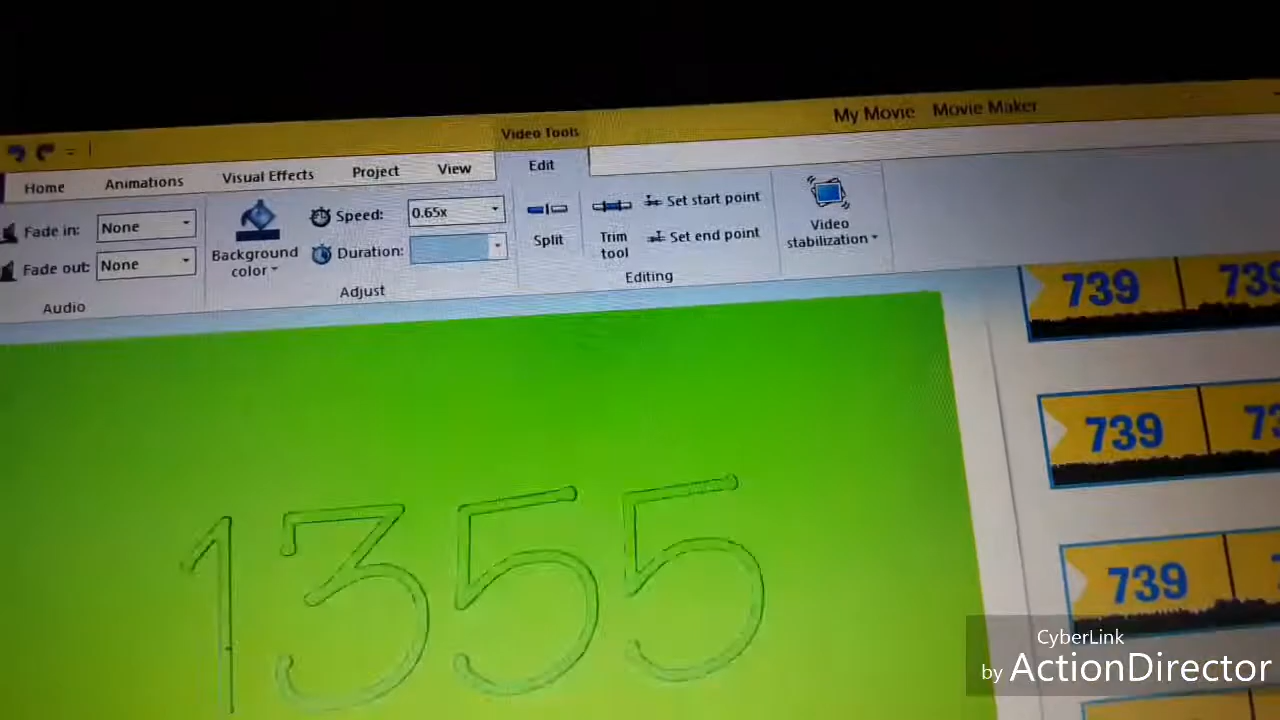 My Movie Movie Maker
Video Tools
Home Animations Visual Effects Project View Edit
Fade in: None
Fade out: None
Audio
Background color
Speed: 0.65x
Duration:
Adjust
Split
Trim tool
Set start point
Set end point
Editing
Video stabilization
1355
739 739
739
739
CyberLink
by ActionDirector